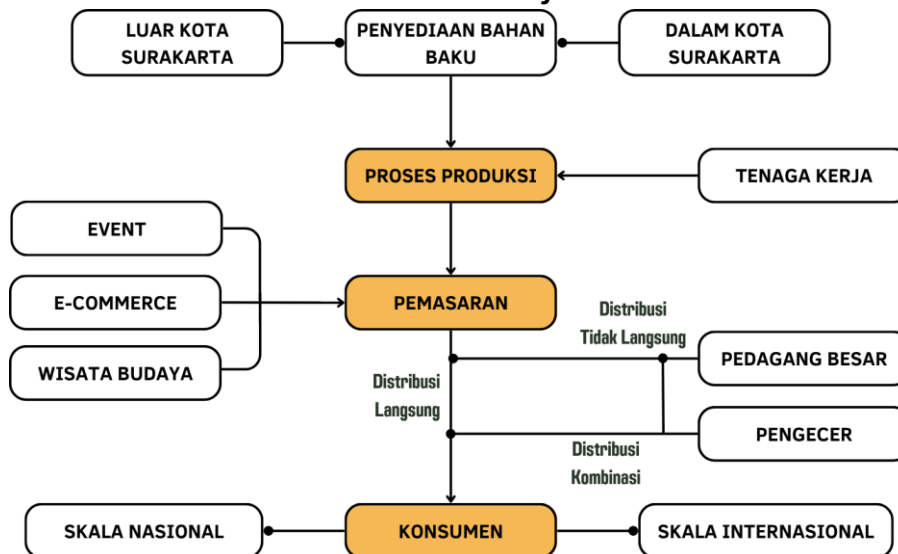 LUAR KOTA
SURAKARTA
PENYEDIAAN BAHAN
BAKU
DALAM KOTA
SURAKARTA
PROSES PRODUKSI
TENAGA KERJA
EVENT
E-COMMERCE
WISATA BUDAYA
PEMASARAN
Distribusi
Tidak Langsung
PEDAGANG BESAR
Distribusi
Langsung
PENGECER
Distribusi
Kombinasi
SKALA NASIONAL
KONSUMEN
SKALA INTERNASIONAL